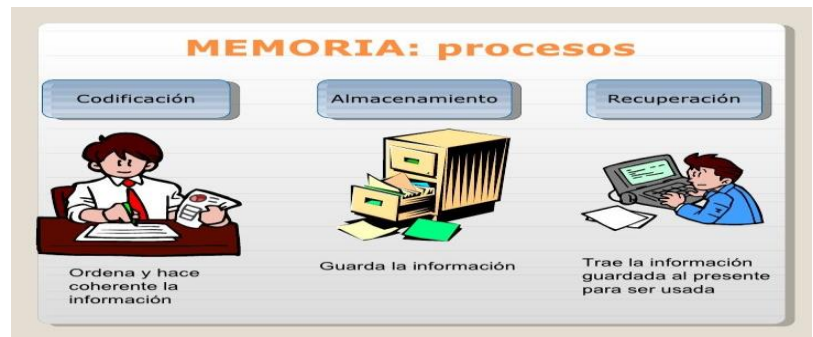 MEMORIA: procesos
Codificación
Almacenamiento
Recuperación
Ordena y hace
coherente la
información
Guarda la información
Trae la información
guardada al presente
para ser usada